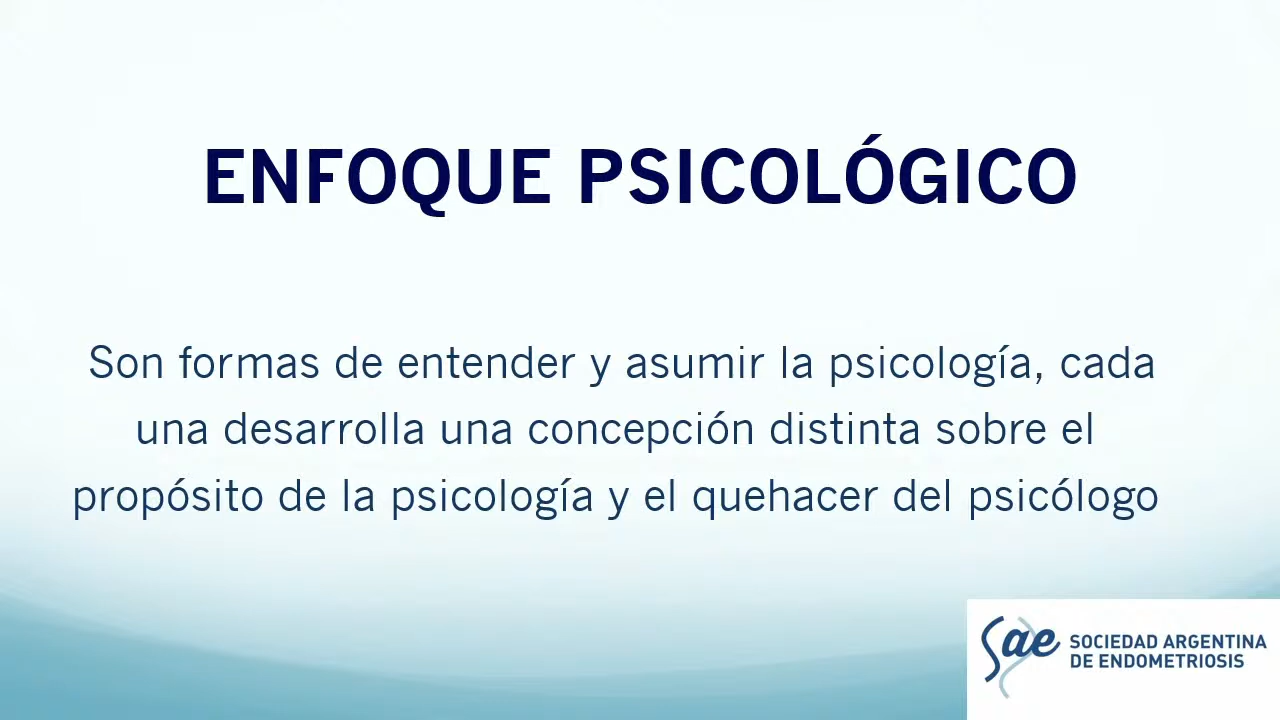 ENFOQUE PSICOLÓGICO
Son formas de entender y asumir la psicología, cada
una desarrolla una concepción distinta sobre el
propósito de la psicología y el quehacer del psicólogo
Sae
SOCIEDAD ARGENTINA
DE ENDOMETRIOSIS